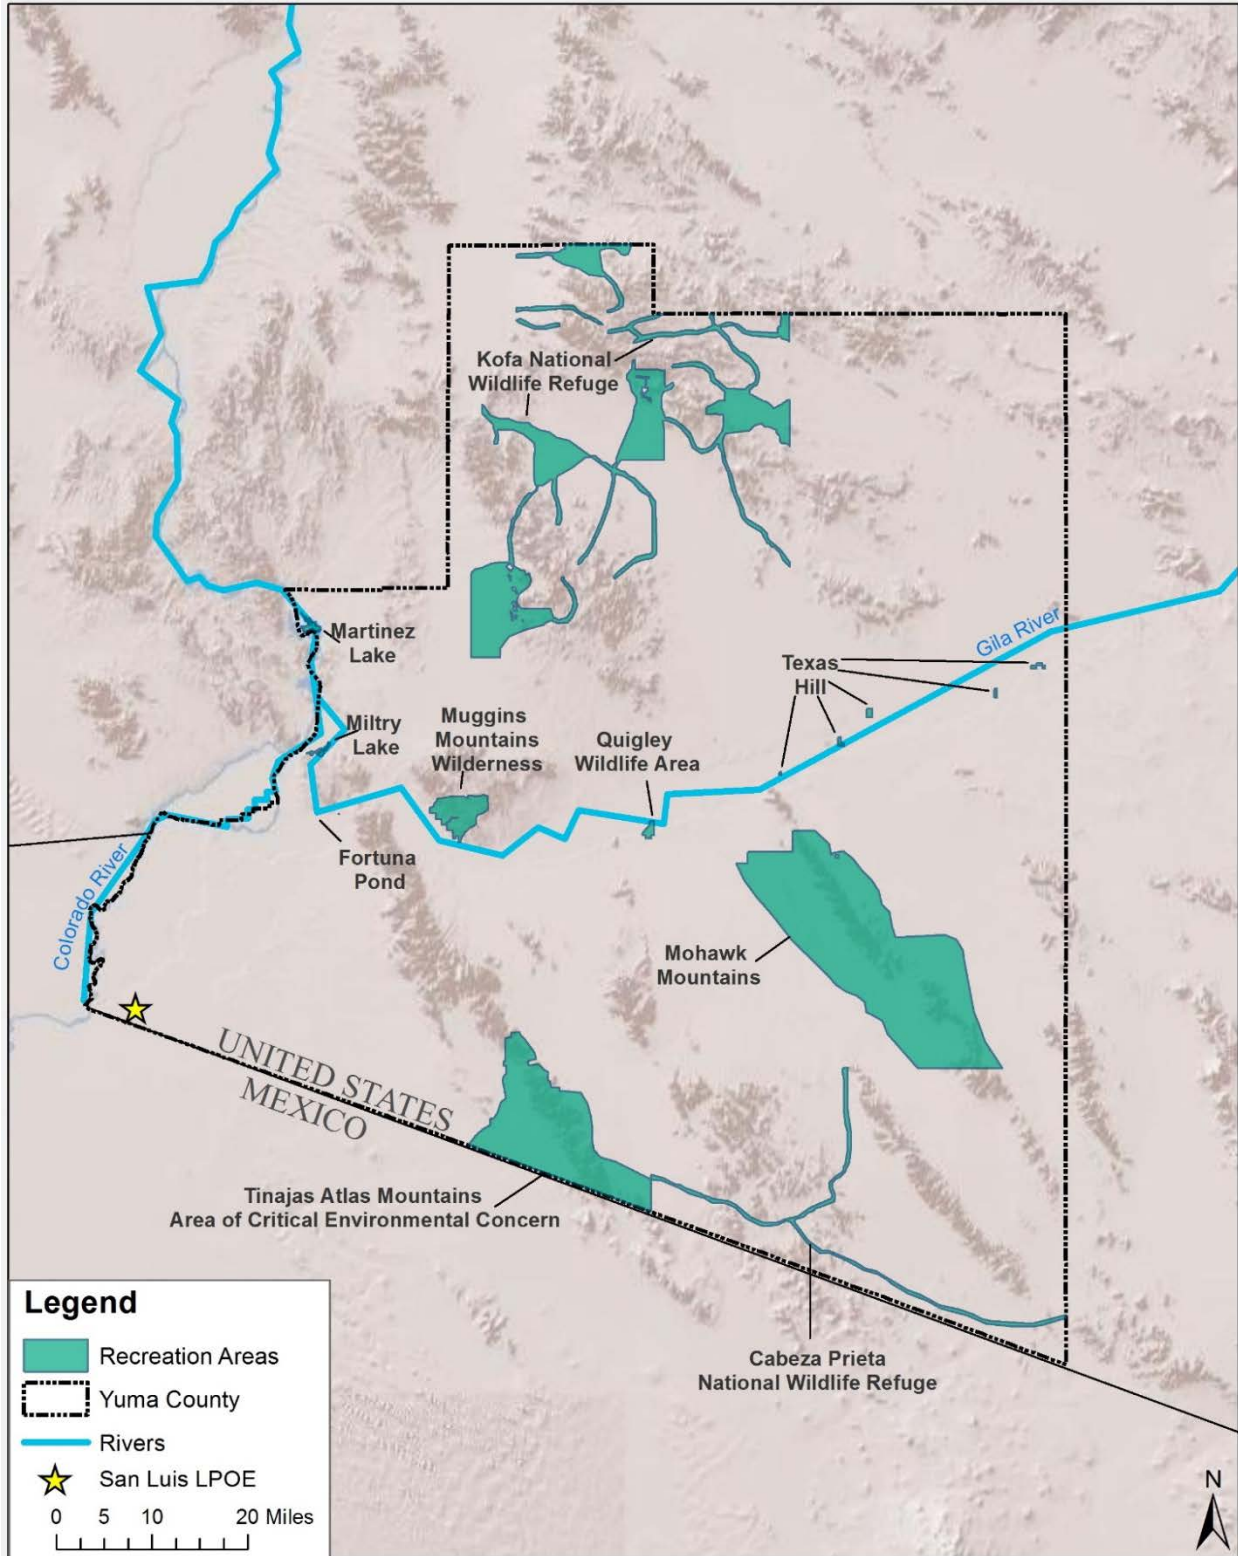 Kofa National
Wildlife Refuge
Martinez
Lake
Gila River
Texas
Hill
Miltry
Lake
Muggins
Mountains
Wilderness
Quigley
Wildlife Area
Fortuna
Pond
Colorado River
Mohawk
Mountains
UNITED STATES
MEXICO
Tinajas Atlas Mountains
Area of Critical Environmental Concern
Cabeza Prieta
National Wildlife Refuge
Legend
Recreation Areas
Yuma County
Rivers
San Luis LPOE
0 5 10 20 Miles
N